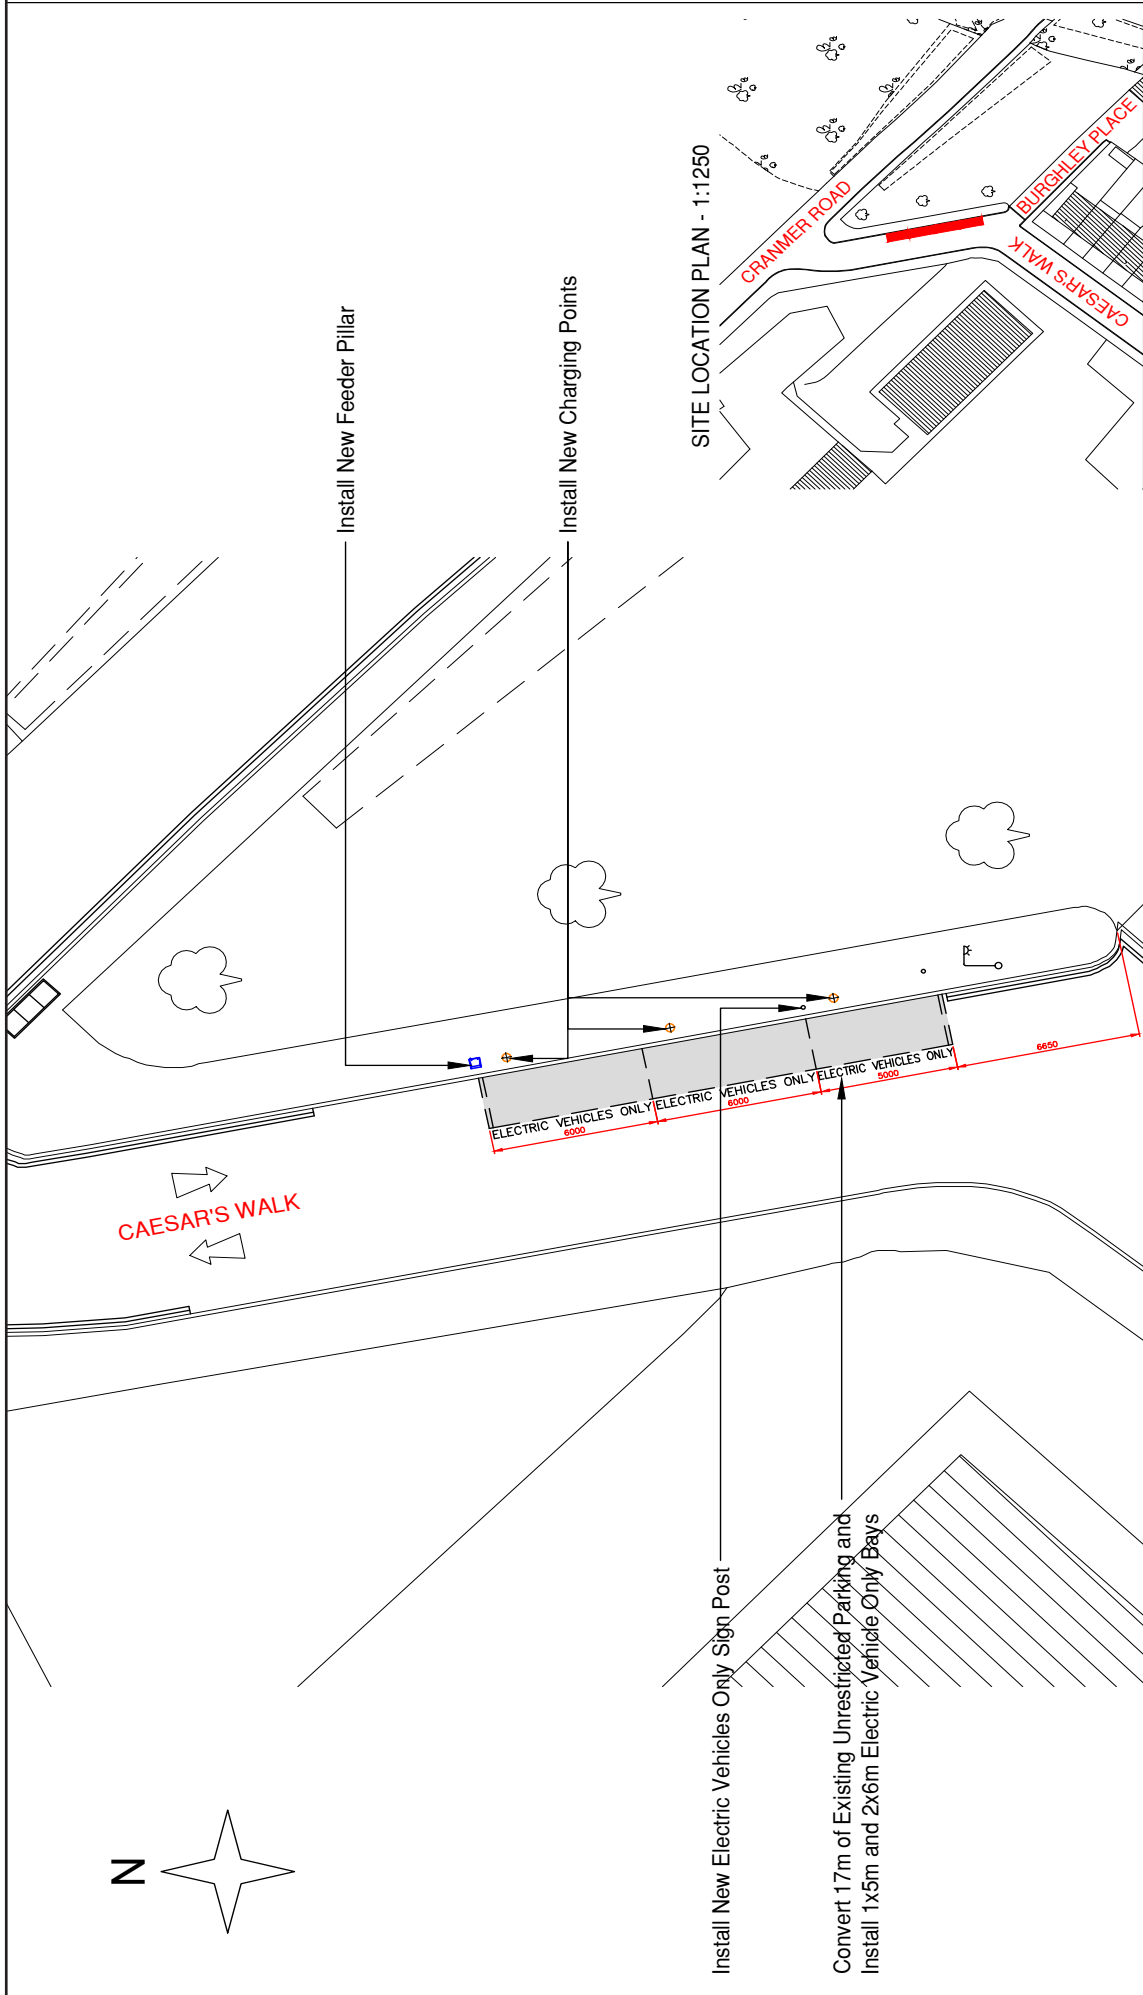 N
Install New Feeder Pillar
Install New Charging Points
SITE LOCATION PLAN - 1:1250
CRANMER ROAD
BURGHLEY PLACE
CAESAR'S WALK
CAESAR'S WALK
ELECTRIC VEHICLES ONLY
6000
ELECTRIC VEHICLES ONLY
6000
ELECTRIC VEHICLES ONLY
5000
6650
Install New Electric Vehicles Only Sign Post
Convert 17m of Existing Unrestricted Parking and
Install 1x5m and 2x6m Electric Vehicle Only Bays